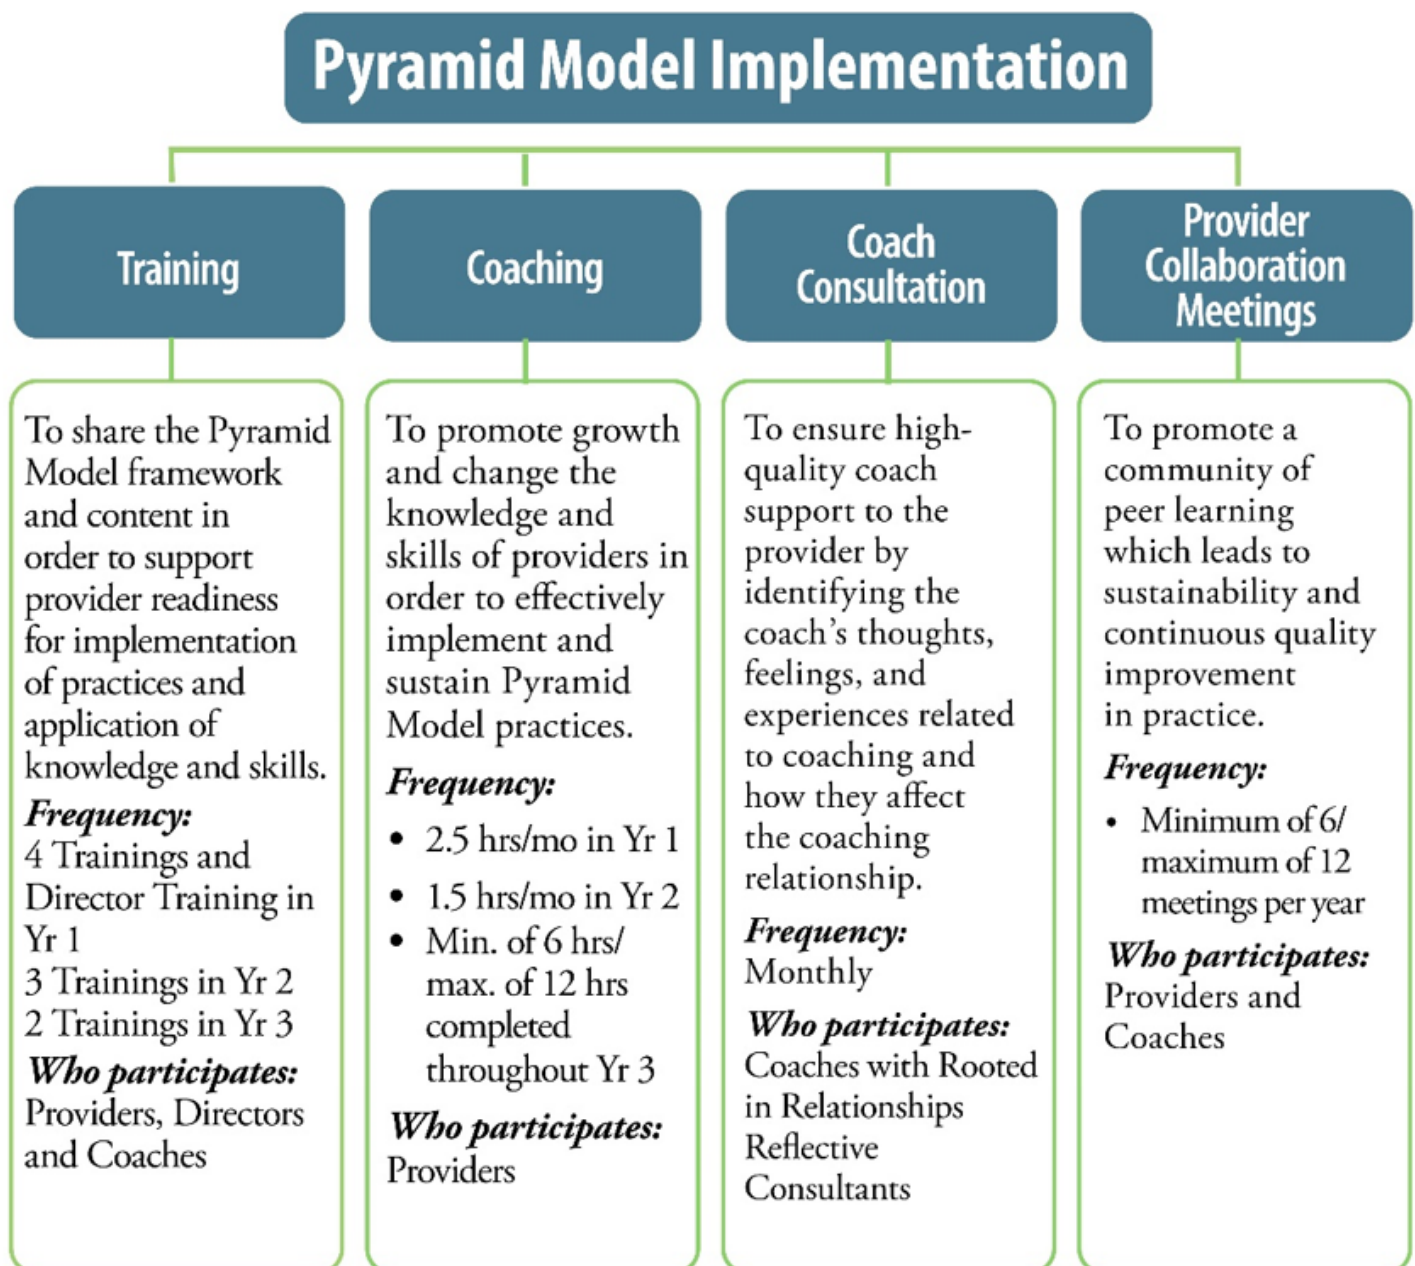 Pyramid Model Implementation
Training
To share the Pyramid
Model framework
and content in
order to support
provider readiness
for implementation
of practices and
application of
knowledge and skills.
Frequency:
4 Trainings and
Director Training in
Yr 1
3 Trainings in Yr 2
2 Trainings in Yr 3
Who participates:
Providers, Directors
and Coaches
Coaching
To promote growth
and change the
knowledge and
skills of providers in
order to effectively
implement and
sustain Pyramid
Model practices.
Frequency:
• 2.5 hrs/mo in Yr 1
• 1.5 hrs/mo in Yr 2
• Min. of 6 hrs/
max. of 12 hrs
completed
throughout Yr 3
Who participates:
Providers
Coach
Consultation
To ensure high-
quality coach
support to the
provider by
identifying the
coach’s thoughts,
feelings, and
experiences related
to coaching and
how they affect
the coaching
relationship.
Frequency:
Monthly
Who participates:
Coaches with Rooted
in Relationships
Reflective
Consultants
Provider
Collaboration
Meetings
To promote a
community of
peer learning
which leads to
sustainability and
continuous quality
improvement
in practice.
Frequency:
• Minimum of 6/
maximum of 12
meetings per year
Who participates:
Providers and
Coaches